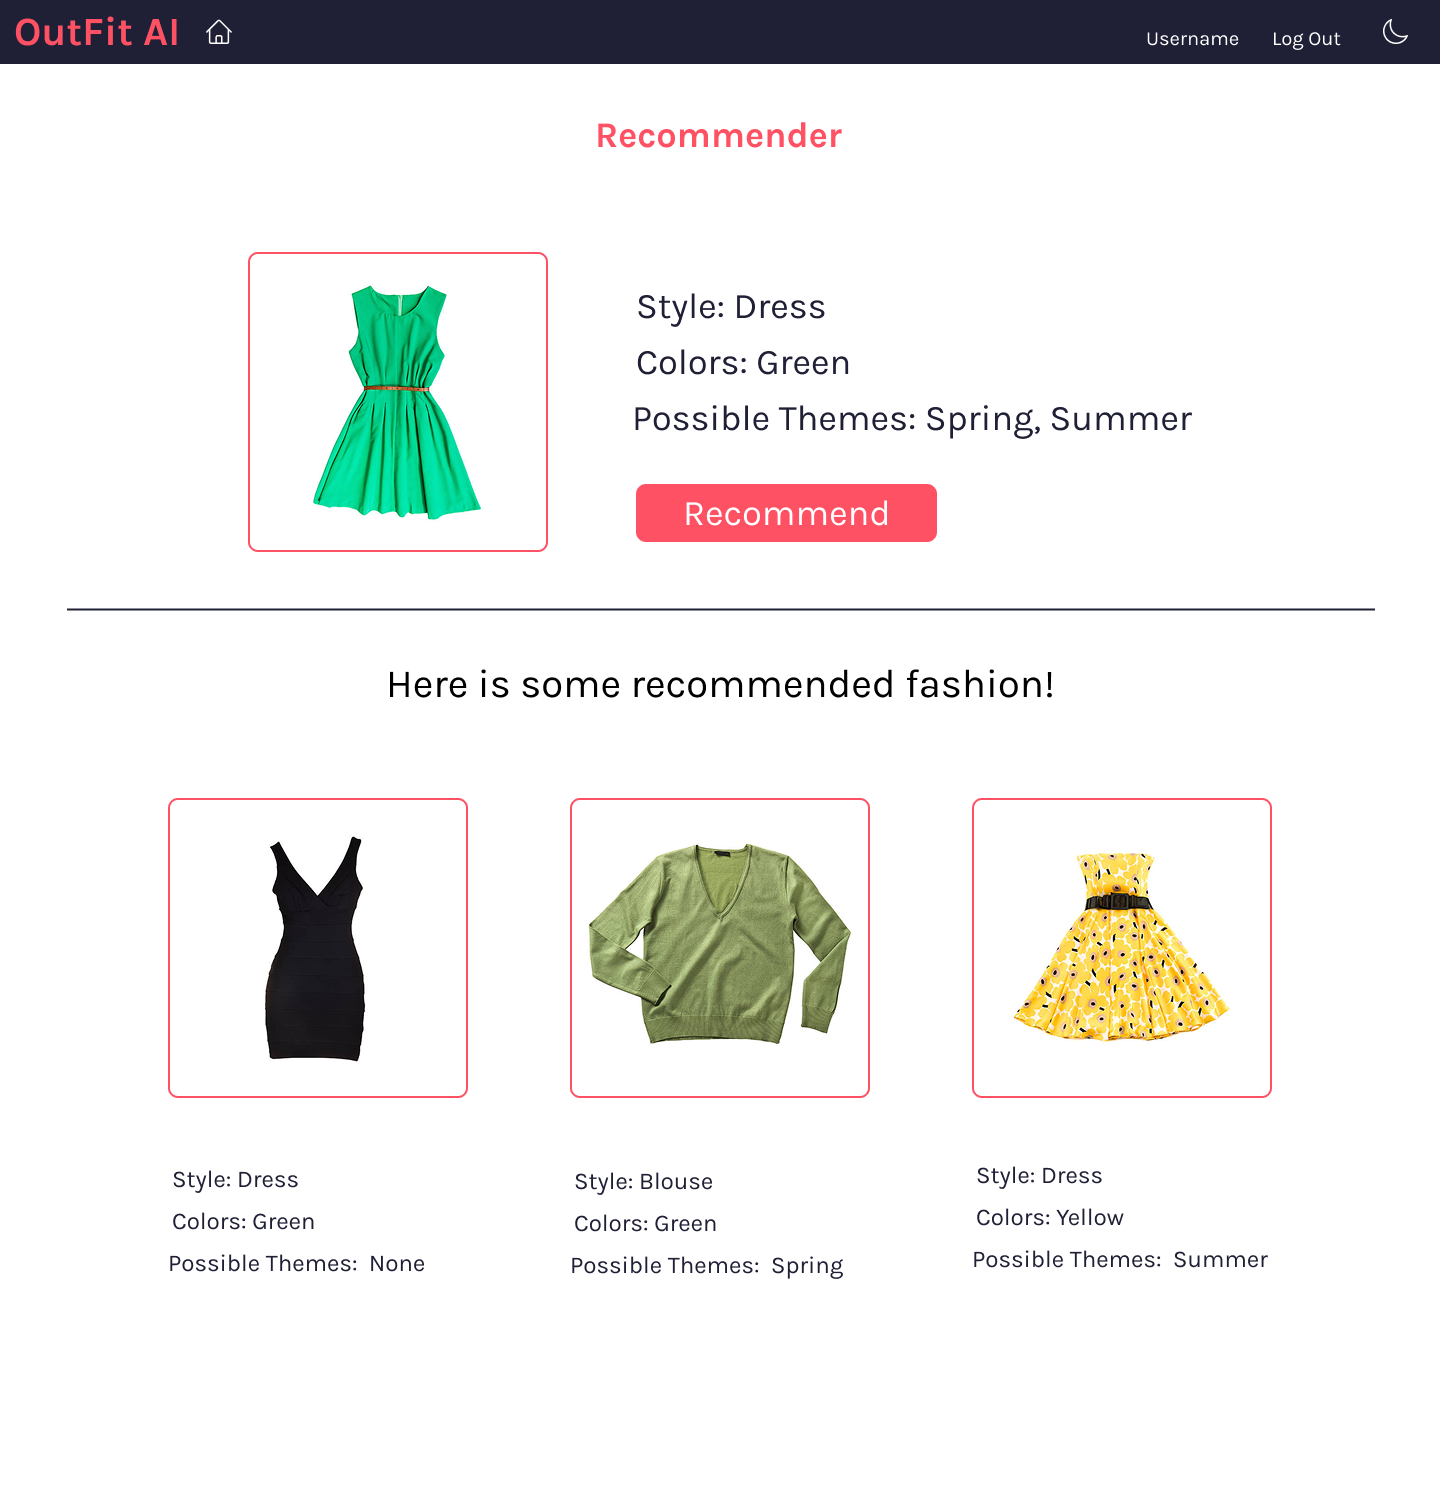 OutFit AI
Username
Log Out
Recommender
Style: Dress
Colors: Green
Possible Themes: Spring, Summer
Recommend
Here is some recommended fashion!
Style: Dress
Colors: Green
Possible Themes: None
Style: Blouse
Colors: Green
Possible Themes: Spring
Style: Dress
Colors: Yellow
Possible Themes: Summer